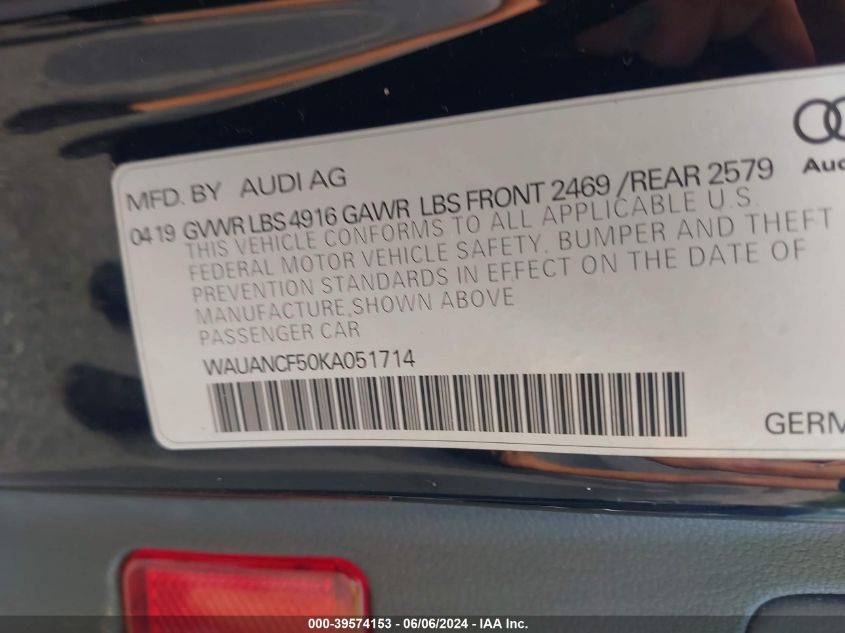 MFD. BY AUDI AG
04 19 GVWR LBS 4916 GAWR LBS FRONT 2469 /REAR 2579
THIS VEHICLE CONFORMS TO ALL APPLICABLE U.S.
FEDERAL MOTOR VEHICLE SAFETY, BUMPER AND THEFT
PREVENTION STANDARDS IN EFFECT ON THE DATE OF
MANUFACTURE,SHOWN ABOVE
PASSENGER CAR
WAUANCF50KA051714
000-39574153 - 06/06/2024 - IAA Inc.